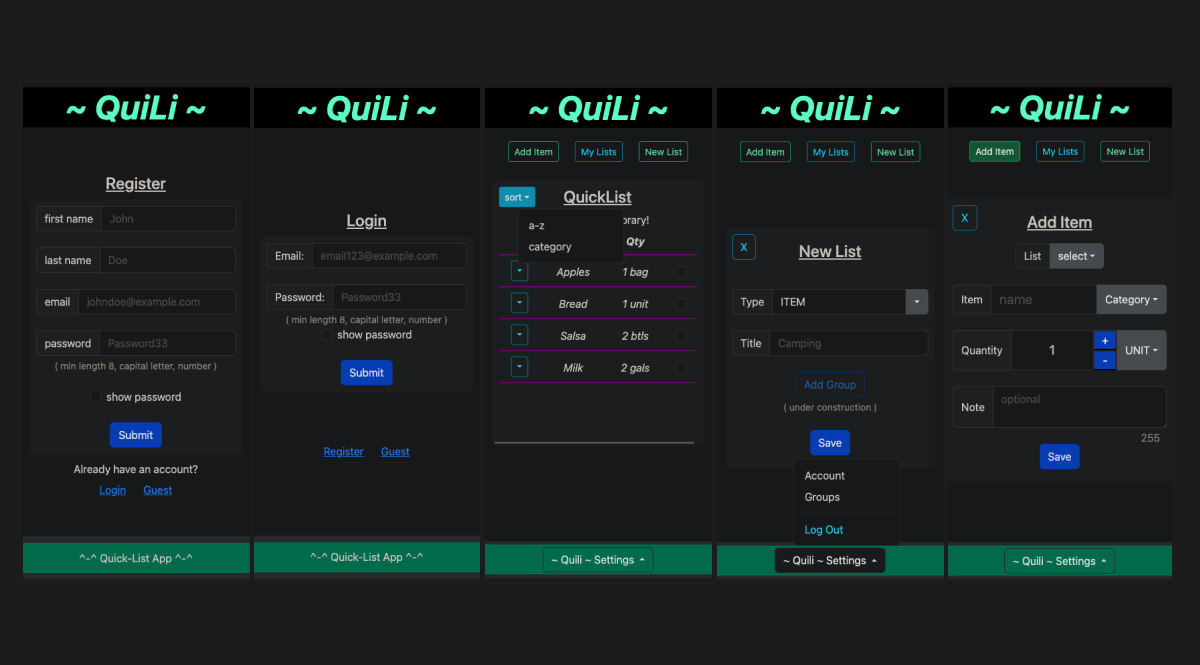 ~ QuiLi ~
Register
first name John
last name Doe
email johndoe@example.com
password Password33
( min length 8, capital letter, number )
show password
Submit
Already have an account?
Login Guest
^-^ Quick-List App ^-^
~ QuiLi ~
Login
Email: email123@example.com
Password: Password33
( min length 8, capital letter, number )
show password
Submit
Register Guest
^-^ Quick-List App ^-^
~ QuiLi ~
Add Item My Lists New List
sort QuickList
a-z
category
Qty
Apples 1 bag
Bread 1 unit
Salsa 2 btls
Milk 2 gals
~ Quili ~ Settings
~ QuiLi ~
Add Item My Lists New List
X
New List
Type ITEM
Title Camping
Add Group
( under construction )
Save
Account
Groups
Log Out
~ Quili ~ Settings
~ QuiLi ~
Add Item My Lists New List
X
Add Item
List select
Item name Category
Quantity 1 + - UNIT
Note optional
255
Save
~ Quili ~ Settings